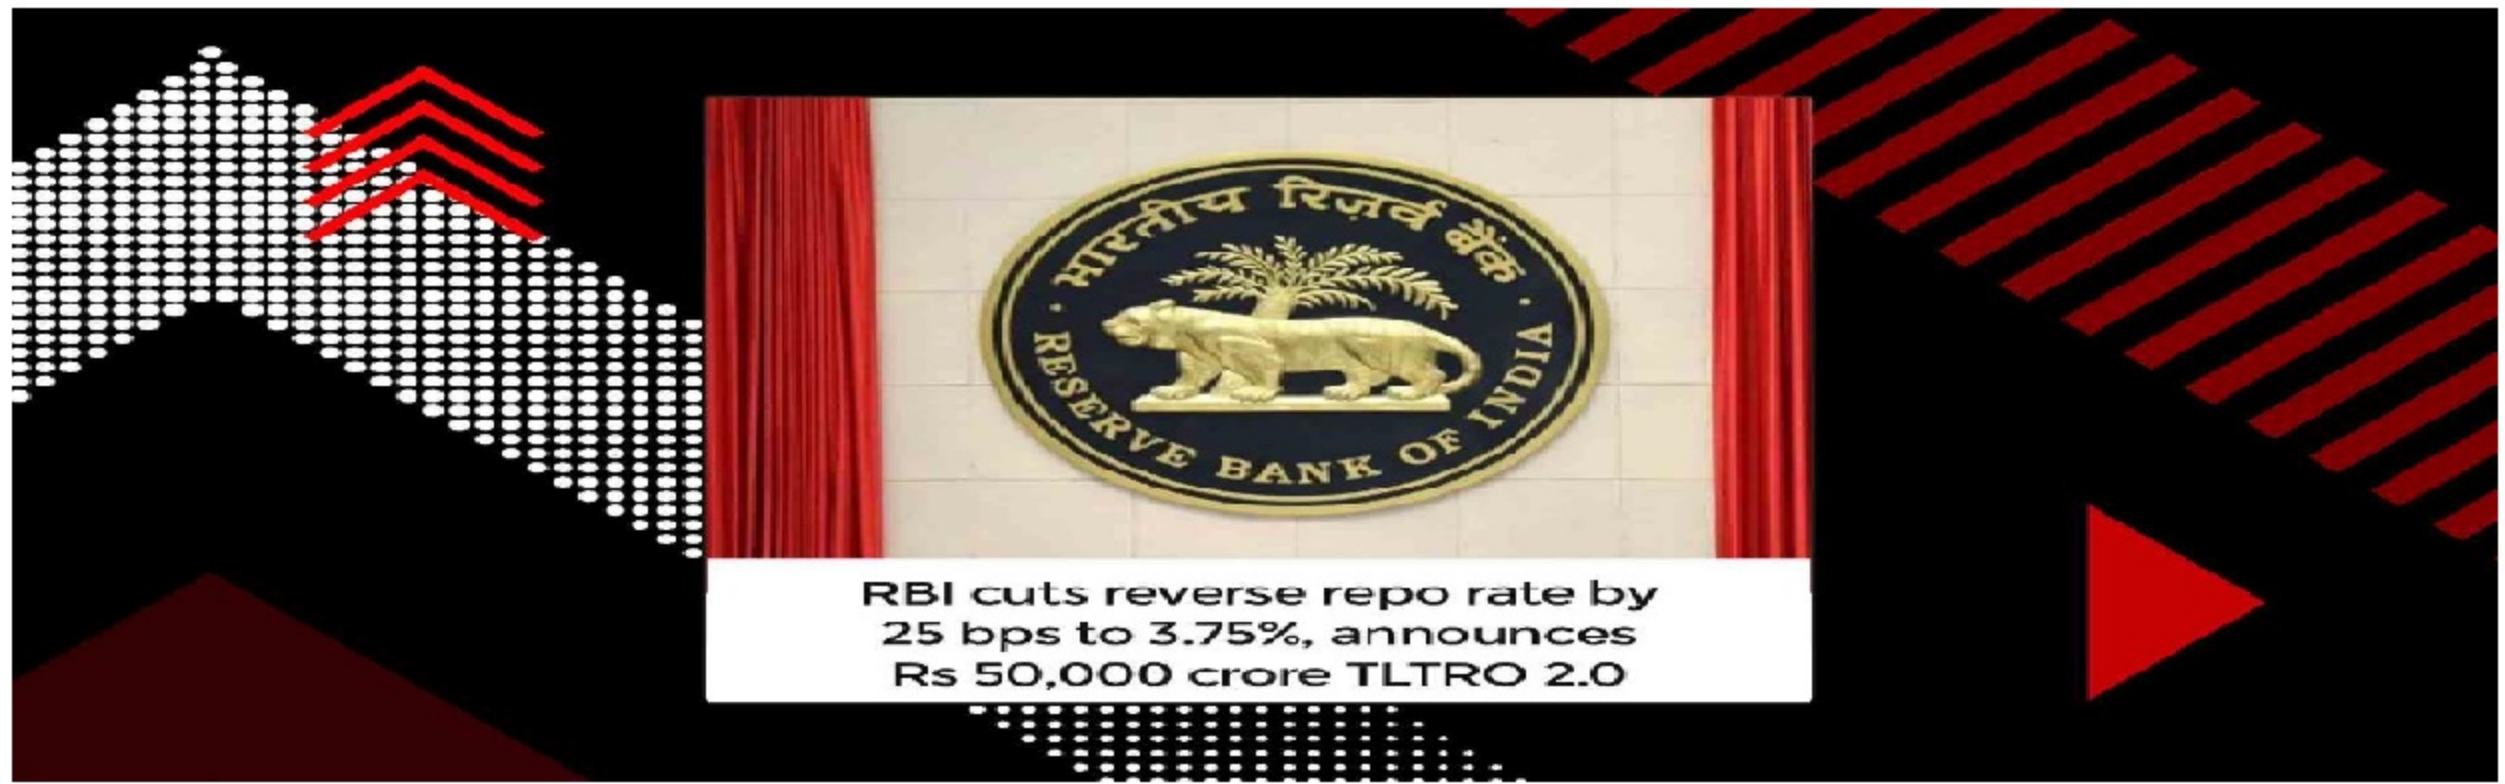 भारतीय रिज़र्व बैंक
RESERVE BANK OF INDIA
RBI cuts reverse repo rate by
25 bps to 3.75%, announces
Rs 50,000 crore TLTRO 2.0